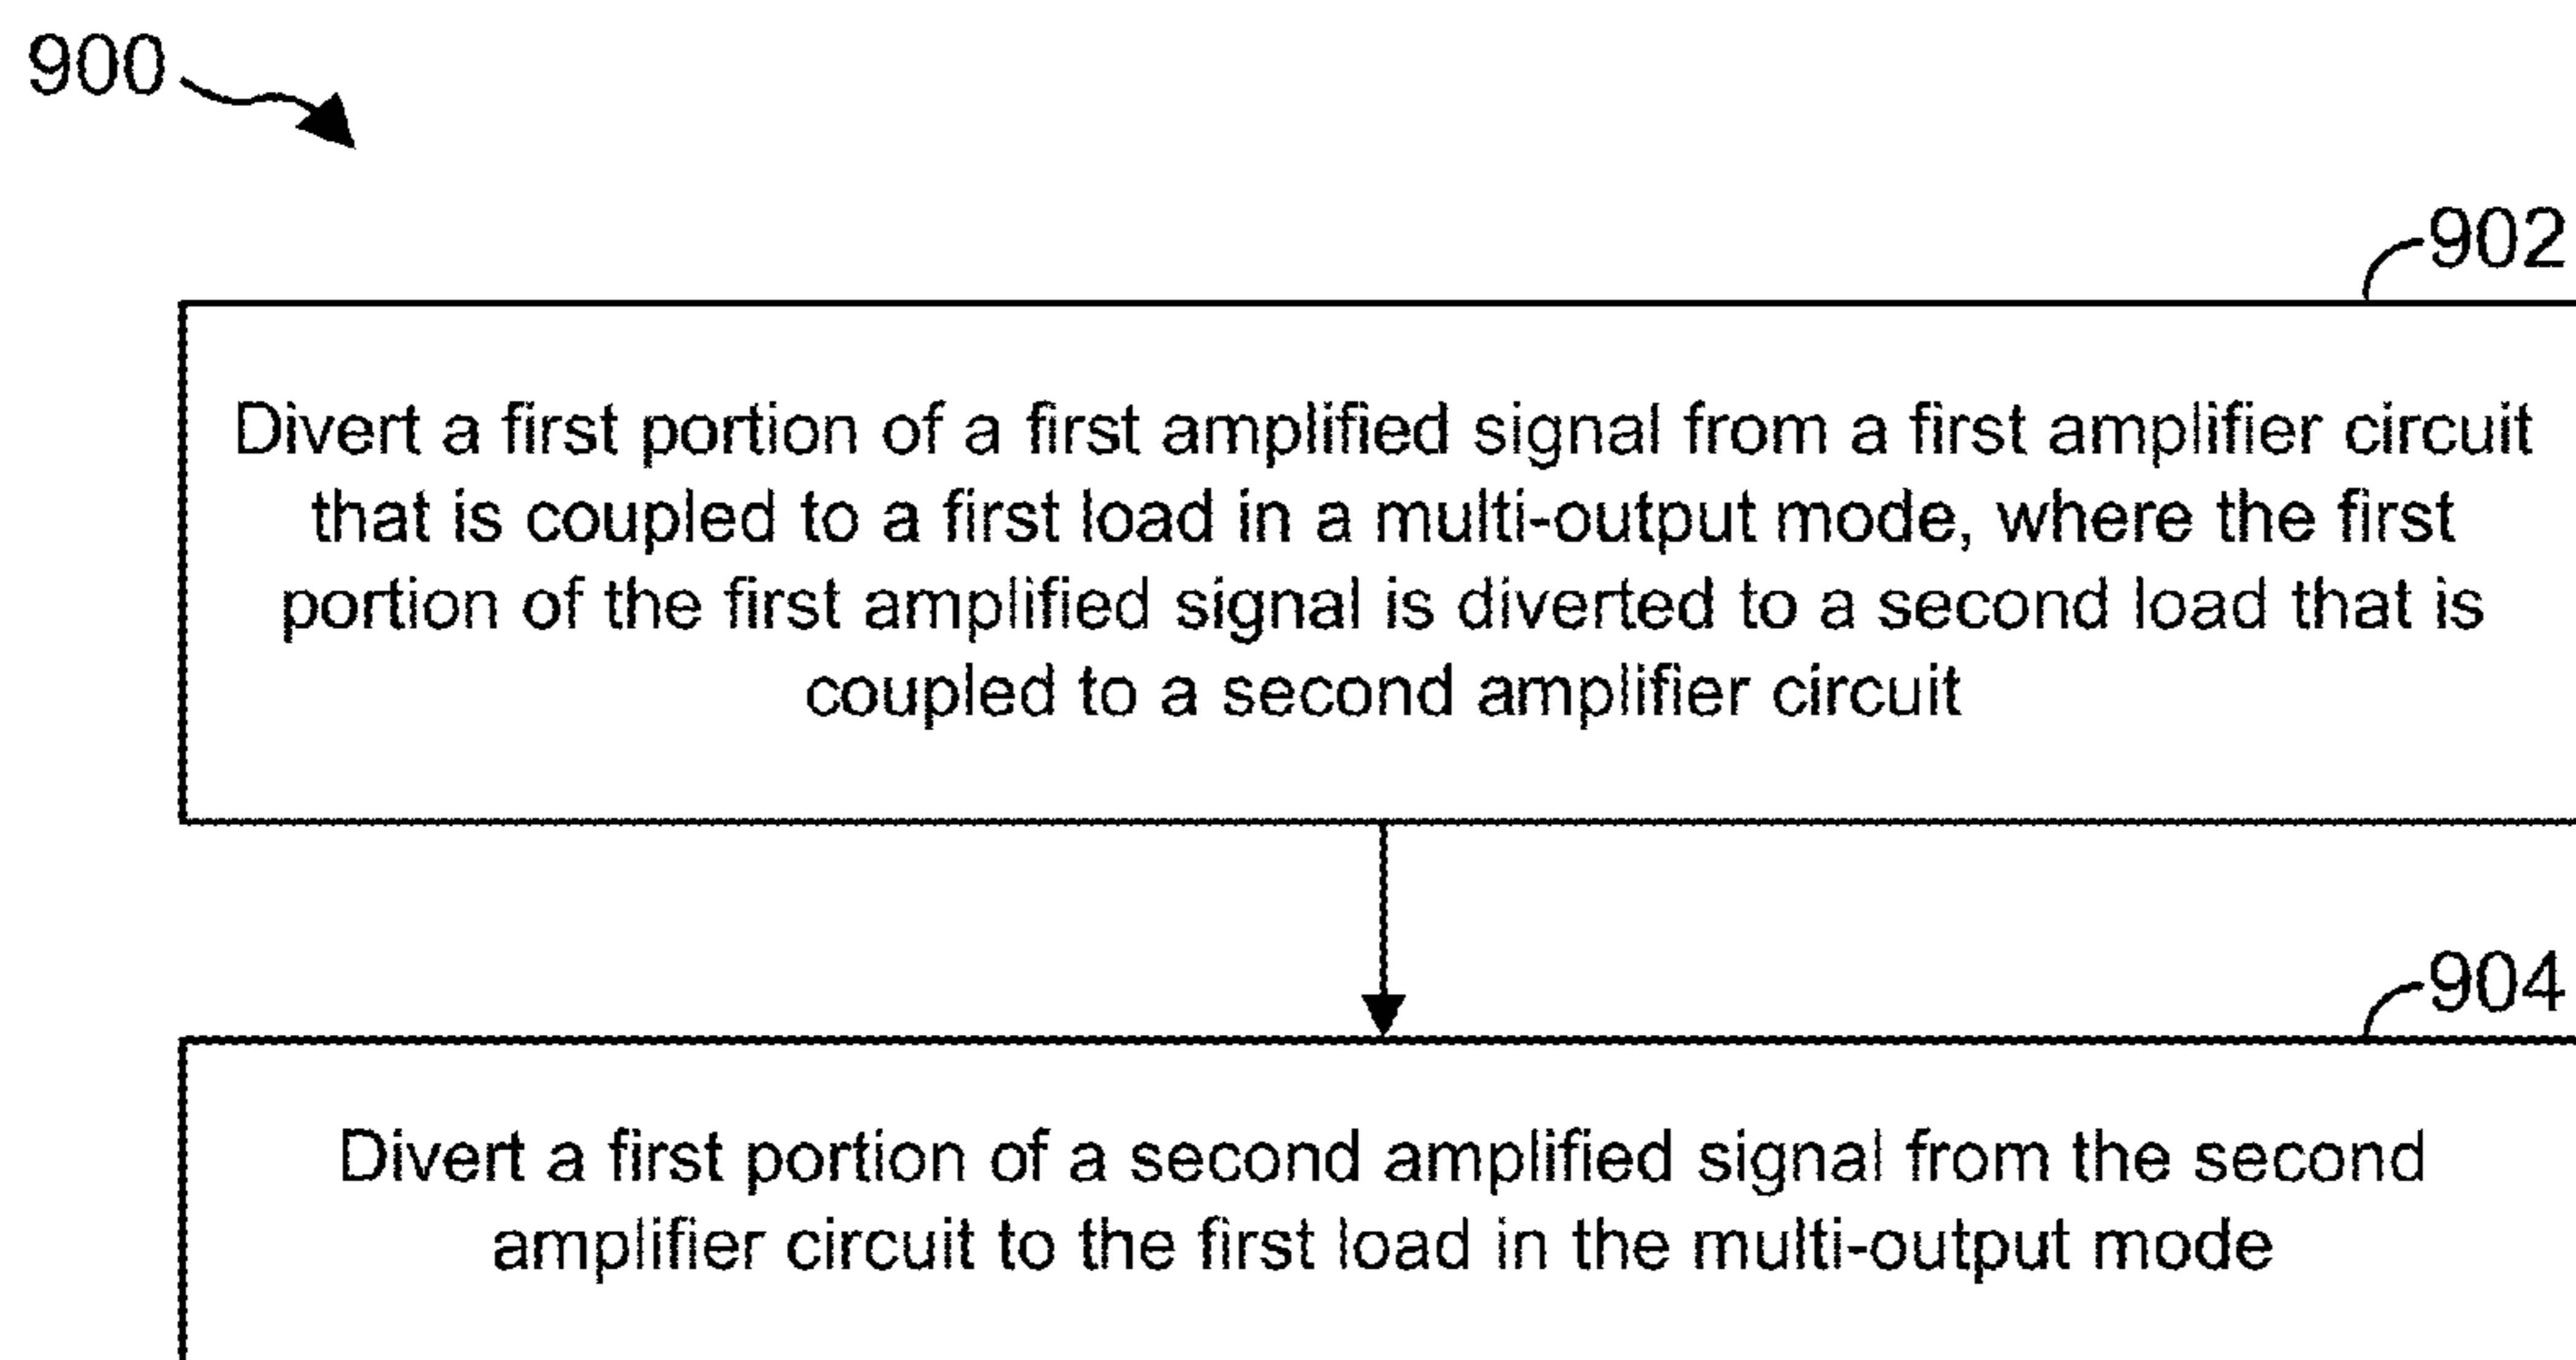 900
902
Divert a first portion of a first amplified signal from a first amplifier circuit
that is coupled to a first load in a multi-output mode, where the first
portion of the first amplified signal is diverted to a second load that is
coupled to a second amplifier circuit
904
Divert a first portion of a second amplified signal from the second
amplifier circuit to the first load in the multi-output mode